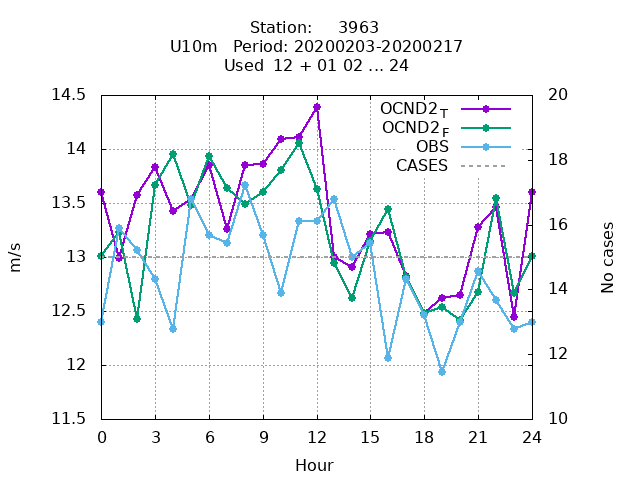 Station: 3963
U10m Period: 20200203-20200217
Used 12 + 01 02 ... 24
14.5
14
13.5
13
12.5
12
11.5
m/s
20
18
16
14
12
10
No cases
OCND2T
OCND2F
OBS
CASES
0 3 6 9 12 15 18 21 24
Hour